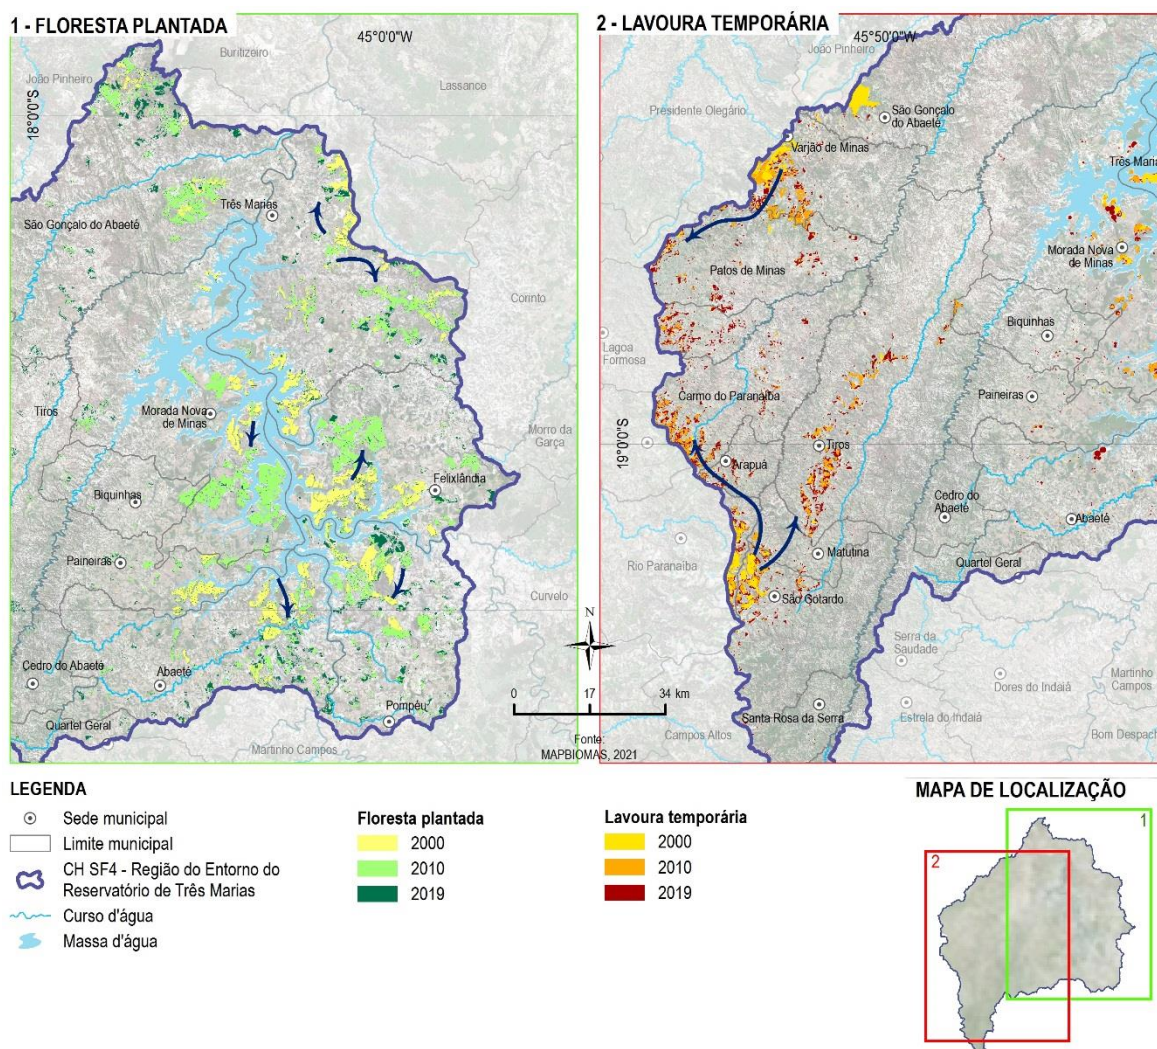 1 - FLORESTA PLANTADA
45°0'0"W
Buritizeiro
João Pinheiro
Lassance
18°0'0"S
São Gonçalo do Abaeté
Três Marias
Corinto
Tiros
Morada Nova
de Minas
Morro da
Garça
Felixlândia
Biquinhas
Paineiras
Curvelo
Cedro do Abaeté
Abaeté
Pompéu
Quartel Geral
Martinho Campos
2 - LAVOURA TEMPORÁRIA
45°50'0"W
João Pinheiro
Presidente Olegário
São Gonçalo
do Abaeté
Varjão de Minas
Três Maria
Morada Nova
de Minas
Patos de Minas
Biquinhas
Lagoa
Formosa
Carmo do Paranaíba
Paineiras
19°0'0"S
Tiros
Arapuá
Cedro do
Abaeté
Abaeté
Matutina
Rio Paranaíba
Quartel Geral
São Gotardo
Serra da
Saudade
Dores do Indaiá
Martinho
Campos
Santa Rosa da Serra
Estrela do Indaiá
Campos Altos
Bom Despach
N
0 17 34 km
Fonte:
MAPBIOMAS, 2021
LEGENDA
Sede municipal
Limite municipal
CH SF4 - Região do Entorno do
Reservatório de Três Marias
Curso d'água
Massa d'água
Floresta plantada
2000
2010
2019
Lavoura temporária
2000
2010
2019
MAPA DE LOCALIZAÇÃO
1
2